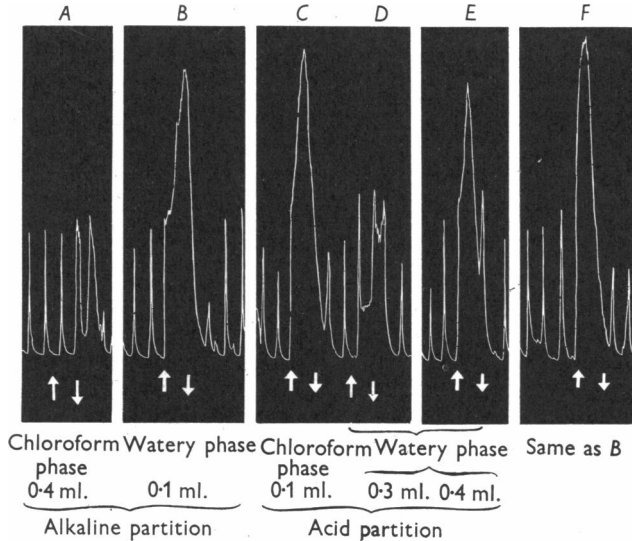 A B C D E F
Chloroform Watery phase Chloroform Watery phase Same as B
phase phase
0·4 ml. 0·1 ml. 0·1 ml. 0·3 ml. 0·4 ml.
Alkaline partition Acid partition